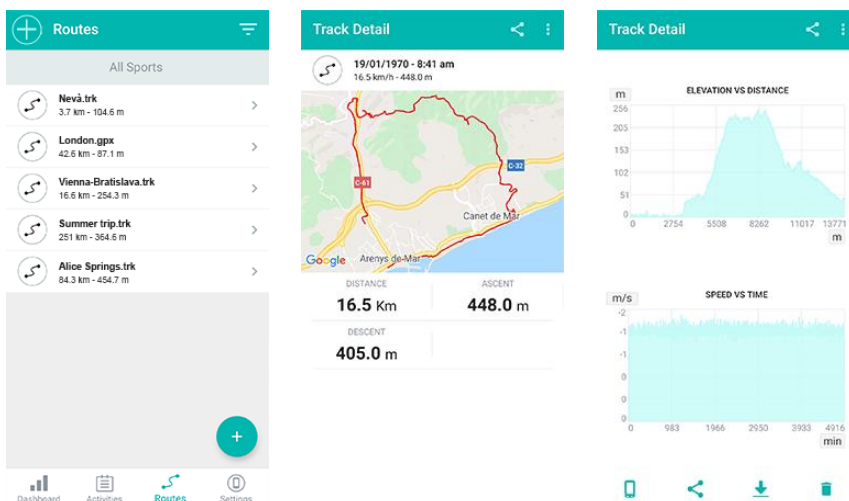 Routes
All Sports
Nevà.trk
3.7 km - 104.6 m
London.gpx
42.6 km - 87.1 m
Vienna-Bratislava.trk
16.6 km - 254.3 m
Summer trip.trk
251 km - 364.6 m
Alice Springs.trk
84.3 km - 454.7 m
Dashboard
Activities
Routes
Settings
Track Detail
19/01/1970 - 8:41 am
16.5 km/h - 448.0 m
C-32
C-61
Canet de Mar
Google
Arenys de Mar
DISTANCE
ASCENT
16.5 Km
448.0 m
DESCENT
405.0 m
Track Detail
m
ELEVATION VS DISTANCE
256
205
153
102
51
0
0 2754 5508 8262 11017 13771
m
m/s
SPEED VS TIME
-2
-1
-1
0
0
0
0 983 1966 2950 3933 4916
min